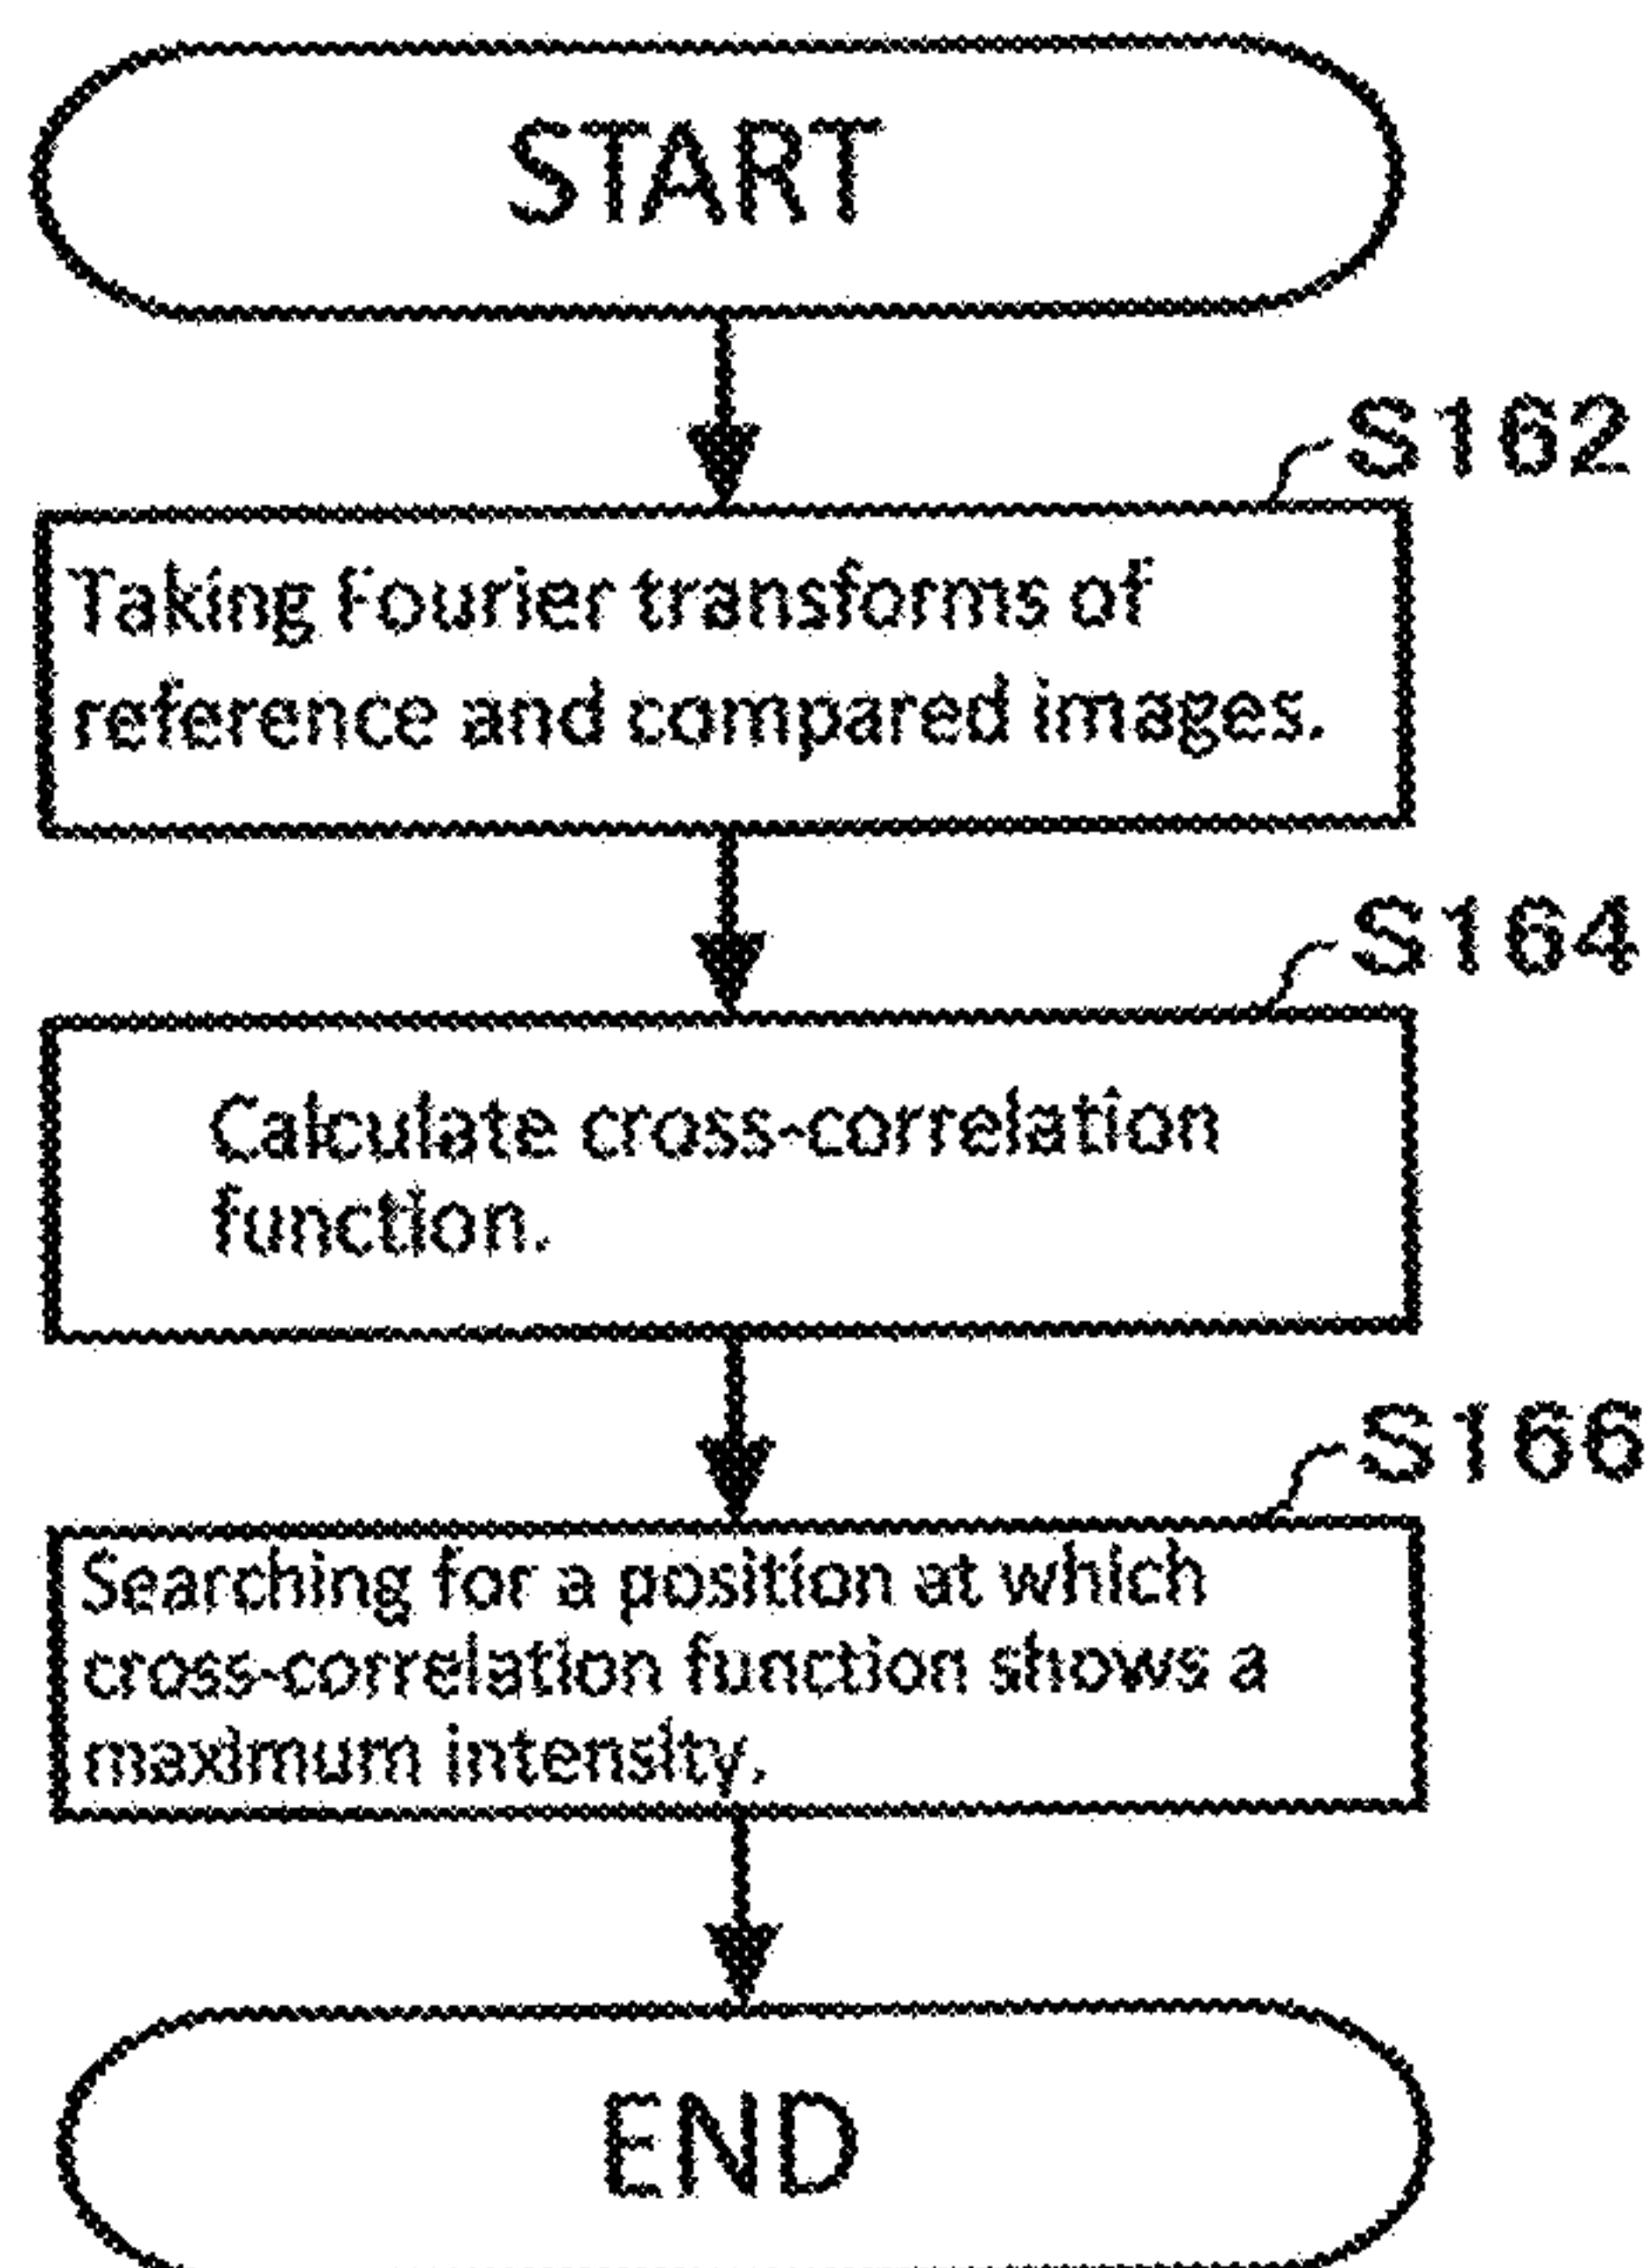 START
S162
Taking Fourier transforms of
reference and compared images.
S164
Calculate cross-correlation
function.
S166
Searching for a position at which
cross-correlation function shows a
maximum intensity.
END